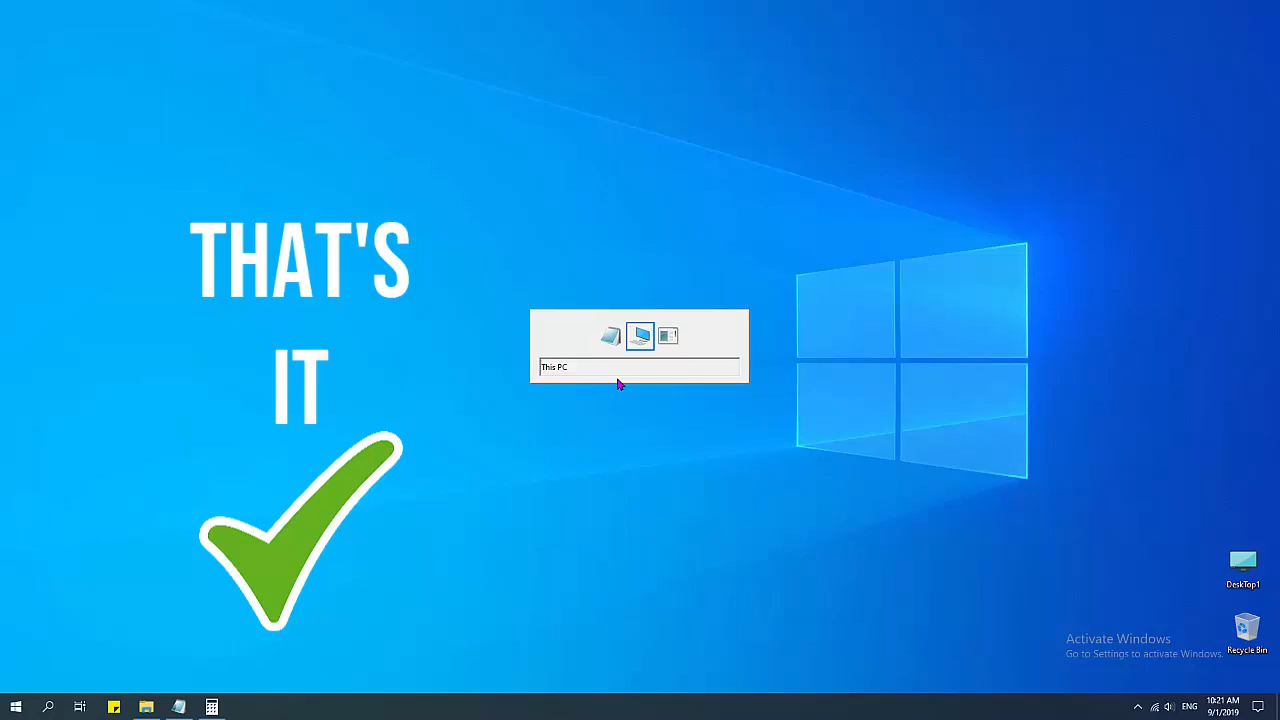 THAT'S
IT
This PC
DeskTop1
Activate Windows
Go to Settings to activate Windows.
Recycle Bin
ENG
10:21 AM
9/1/2019